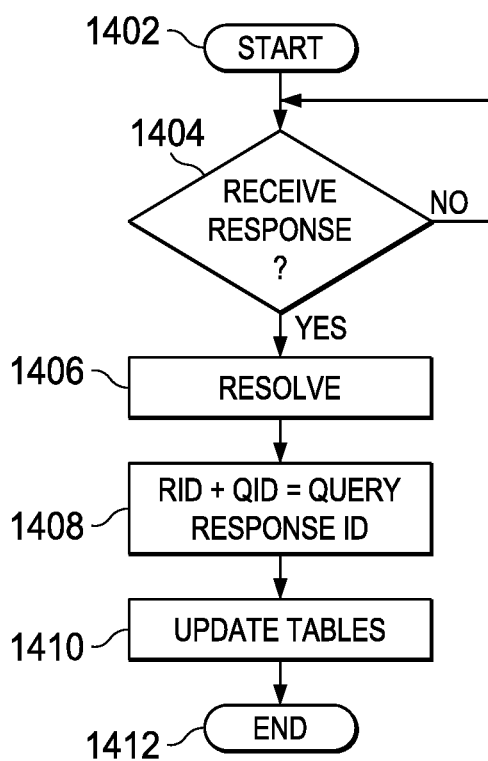 1402
START
1404
RECEIVE
RESPONSE
?
NO
YES
1406
RESOLVE
1408
RID + QID = QUERY
RESPONSE ID
1410
UPDATE TABLES
1412
END